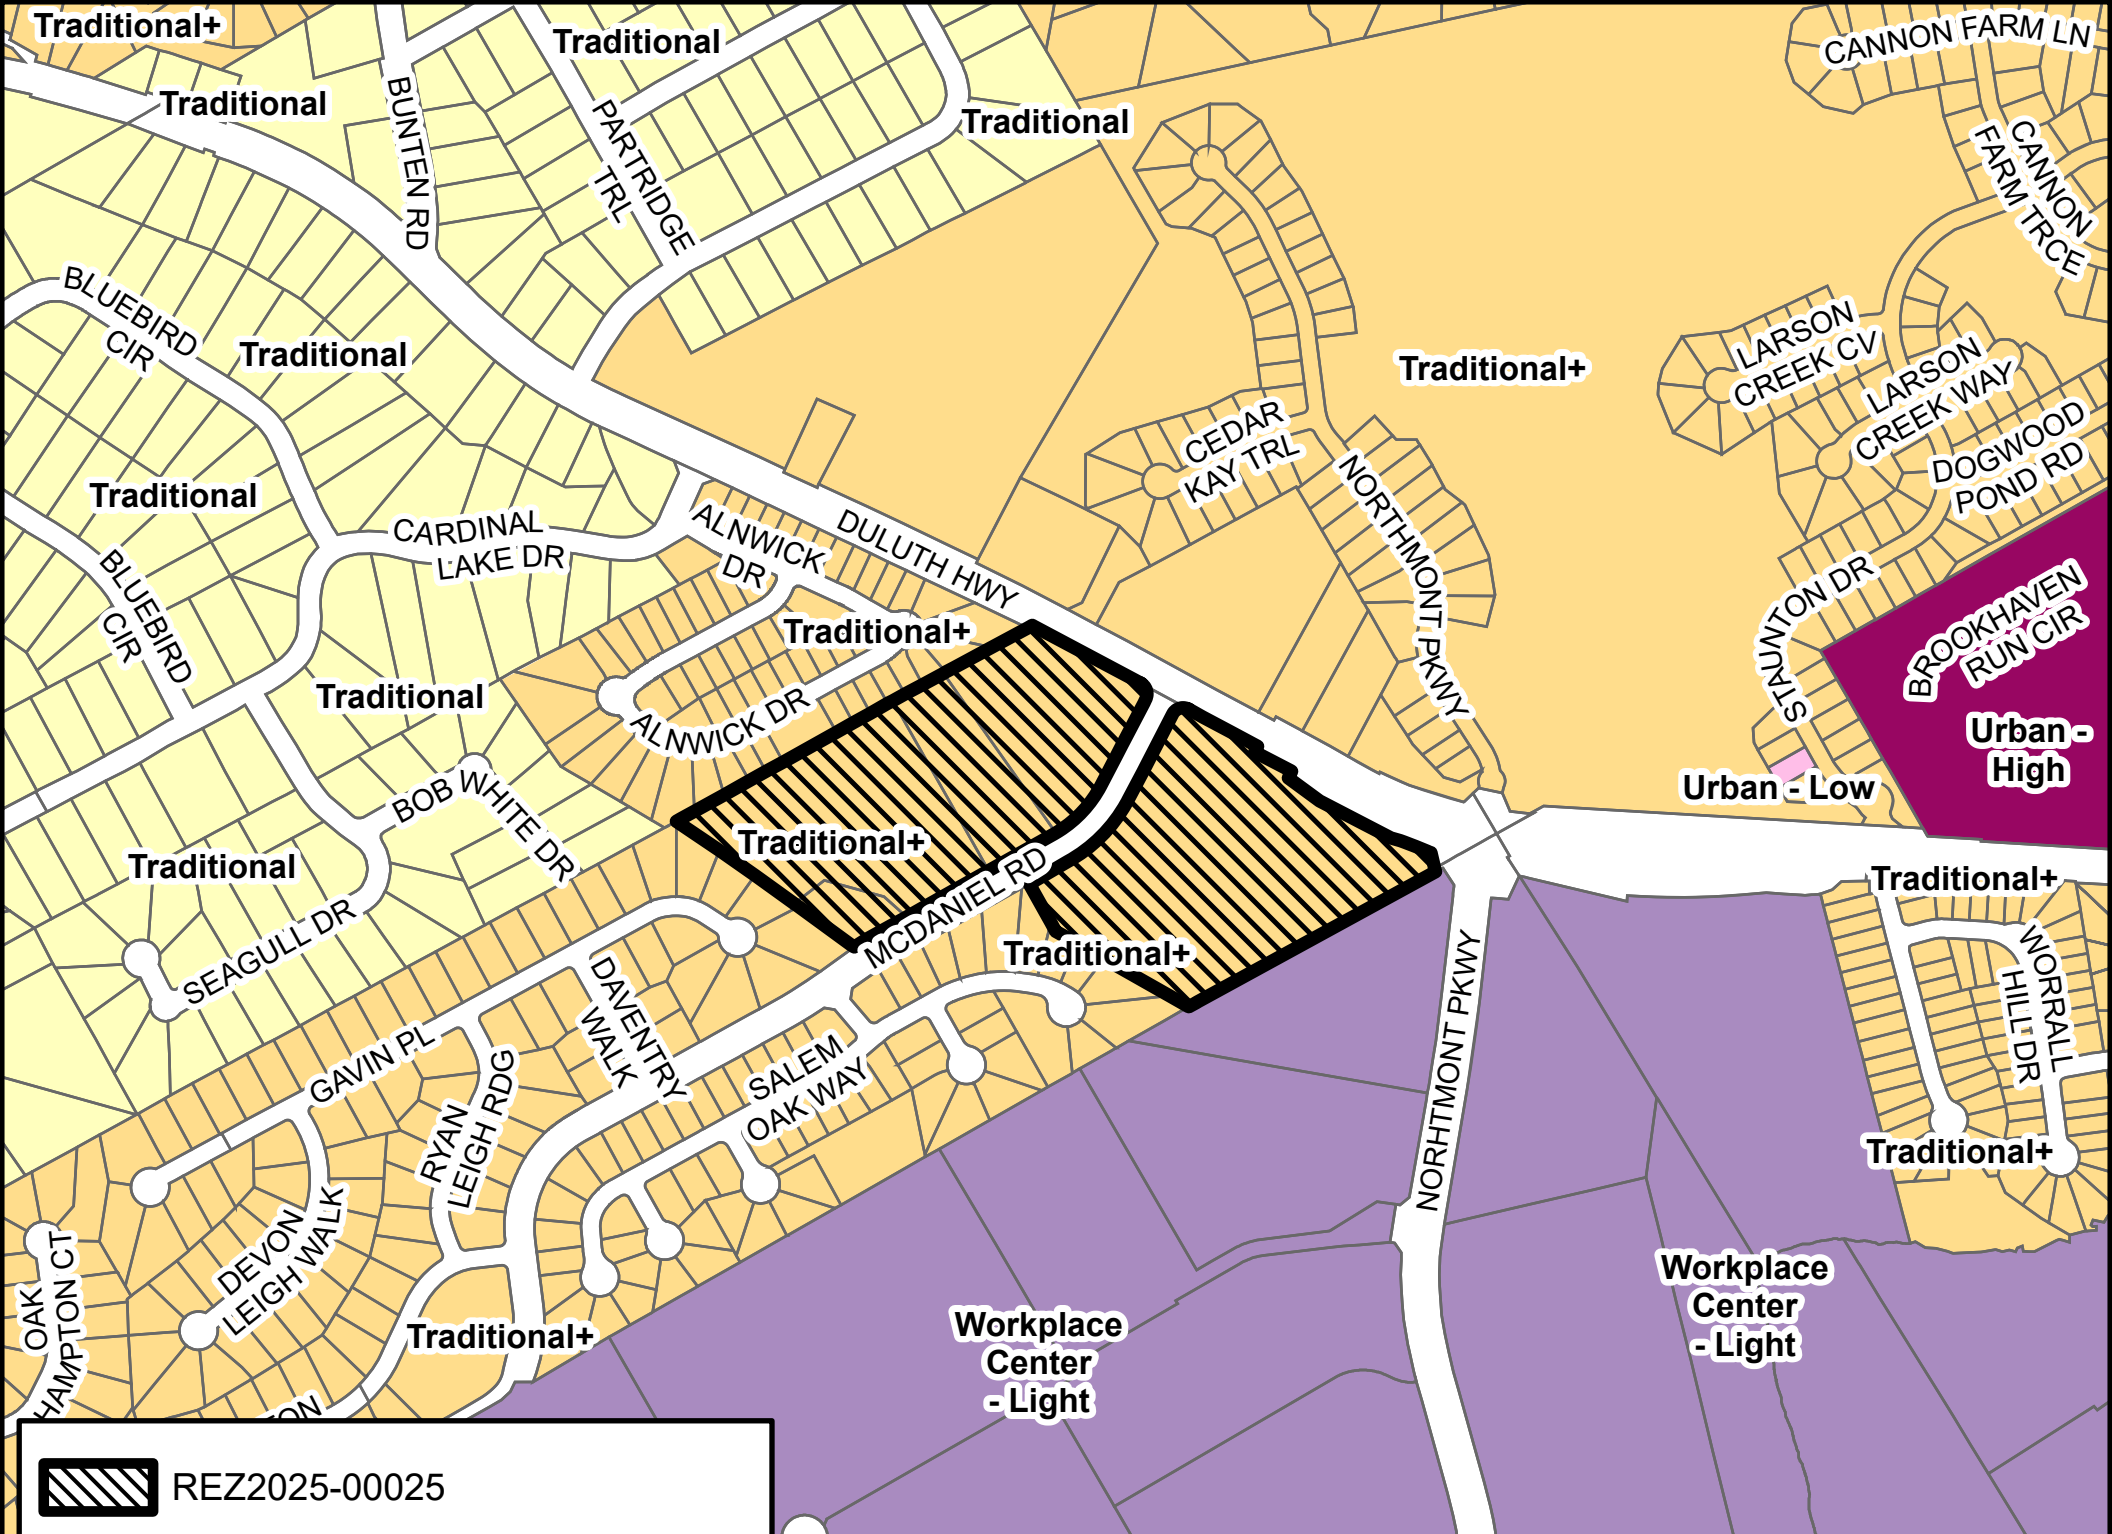 Traditional+
Traditional
Traditional
Traditional
CANNON FARM LN
CANNON
FARM TRCE
BUNTEN RD
PARTRIDGE
TRL
BLUEBIRD
CIR
Traditional
Traditional+
LARSON
CREEK CV
LARSON
CREEK WAY
DOGWOOD
POND RD
CEDAR
KAY TRL
NORTHMONT PKWY
Traditional
CARDINAL
LAKE DR
ALNWICK
DR
DULUTH HWY
BLUEBIRD
CIR
Traditional+
STAUNTON DR
BROOKHAVEN
RUN CIR
Urban -
High
Traditional
ALNWICK DR
Urban - Low
BOB WHITE DR
Traditional+
MCDANIEL RD
Traditional
SEAGULL DR
Traditional+
Traditional+
WORRALL
HILL DR
GAVIN PL
DAVENTRY
WALK
SALEM
OAK WAY
RYAN
LEIGH RDG
NORHTMONT PKWY
Traditional+
DEVON
LEIGH WALK
OAK
HAMPTON CT
Traditional+
Workplace
Center
- Light
Workplace
Center
- Light
TON
REZ2025-00025